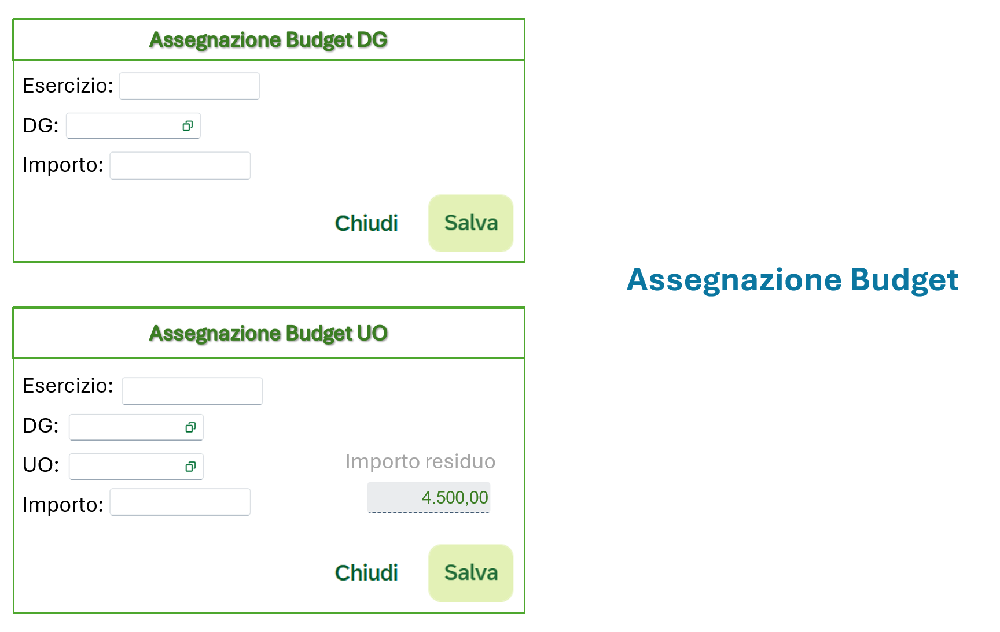 Assegnazione Budget DG
Esercizio:
DG:
Importo:
Chiudi
Salva
Assegnazione Budget
Assegnazione Budget UO
Esercizio:
DG:
UO:
Importo residuo
4.500,00
Importo:
Chiudi
Salva